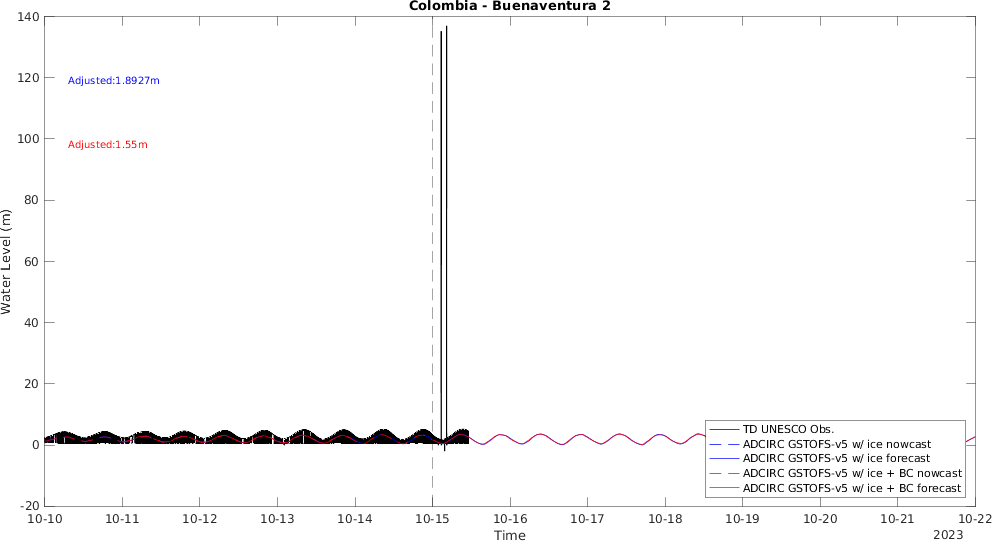 Colombia - Buenaventura 2
140
120
100
80
60
40
20
0
-20
Water Level (m)
Adjusted:1.8927m
Adjusted:1.55m
TD UNESCO Obs.
ADCIRC GSTOFS-v5 w/ ice nowcast
ADCIRC GSTOFS-v5 w/ ice forecast
ADCIRC GSTOFS-v5 w/ ice + BC nowcast
ADCIRC GSTOFS-v5 w/ ice + BC forecast
10-10 10-11 10-12 10-13 10-14 10-15 10-16 10-17 10-18 10-19 10-20 10-21 10-22
Time
2023